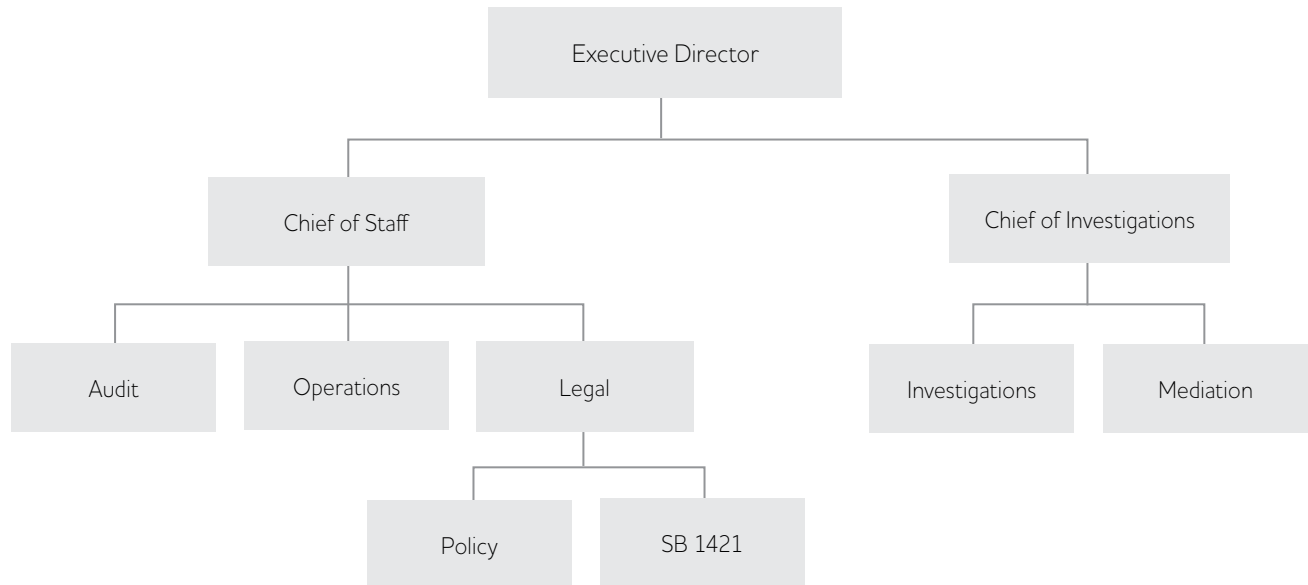 Executive Director
Chief of Staff
Chief of Investigations
Audit
Operations
Legal
Investigations
Mediation
Policy
SB 1421